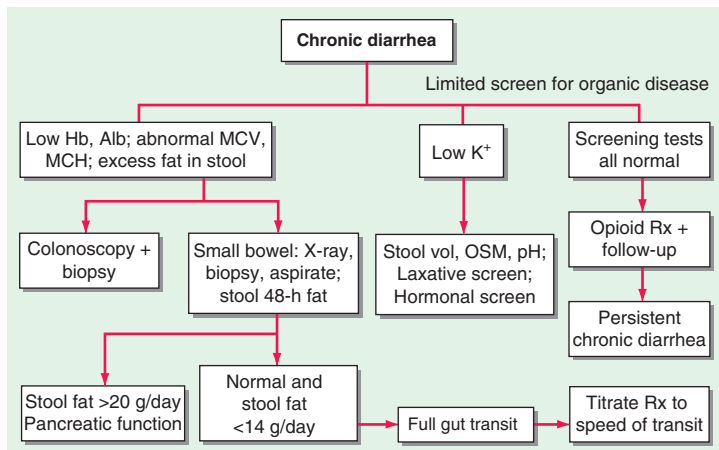 Chronic diarrhea
Limited screen for organic disease
Low Hb, Alb; abnormal MCV,
MCH; excess fat in stool
Low K⁺
Screening tests
all normal
Colonoscopy +
biopsy
Small bowel: X-ray,
biopsy, aspirate;
stool 48-h fat
Stool vol, OSM, pH;
Laxative screen;
Hormonal screen
Opioid Rx +
follow-up
Persistent
chronic diarrhea
Stool fat >20 g/day
Pancreatic function
Normal and
stool fat
<14 g/day
Full gut transit
Titrate Rx to
speed of transit